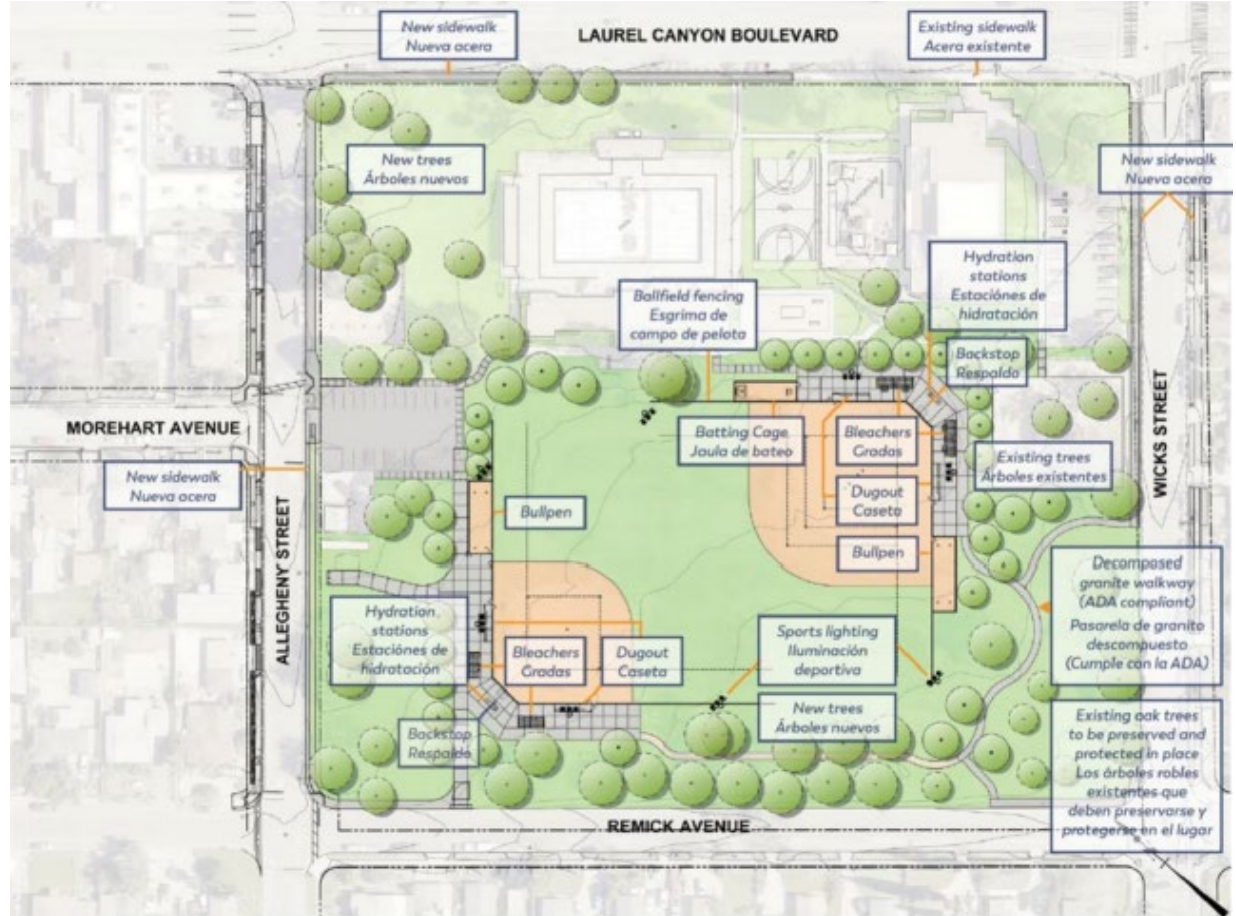 New sidewalk
Nueva acera
LAUREL CANYON BOULEVARD
Existing sidewalk
Acera existente
New trees
Árboles nuevos
New sidewalk
Nueva acera
Hydration
stations
Estaciónes de
hidratación
Ballfield fencing
Esgrima de
campo de pelota
Backstop
Respaldo
MOREHART AVENUE
Batting Cage
Jaula de bateo
Bleachers
Gradas
Existing trees
Árboles existentes
New sidewalk
Nueva acera
WICKS STREET
Dugout
Caseta
Bullpen
Bullpen
ALLEGHENY STREET
Decomposed
granite walkway
(ADA compliant)
Pasarela de granito
descompuesto
(Cumple con la ADA)
Hydration
stations
Estaciónes de
hidratación
Bleachers
Gradas
Dugout
Caseta
Sports lighting
Iluminación
deportiva
New trees
Árboles nuevos
Backstop
Respaldo
Existing oak trees
to be preserved and
protected in place
Los árboles robles
existentes que
deben preservarse y
protegerse en el lugar
REMICK AVENUE